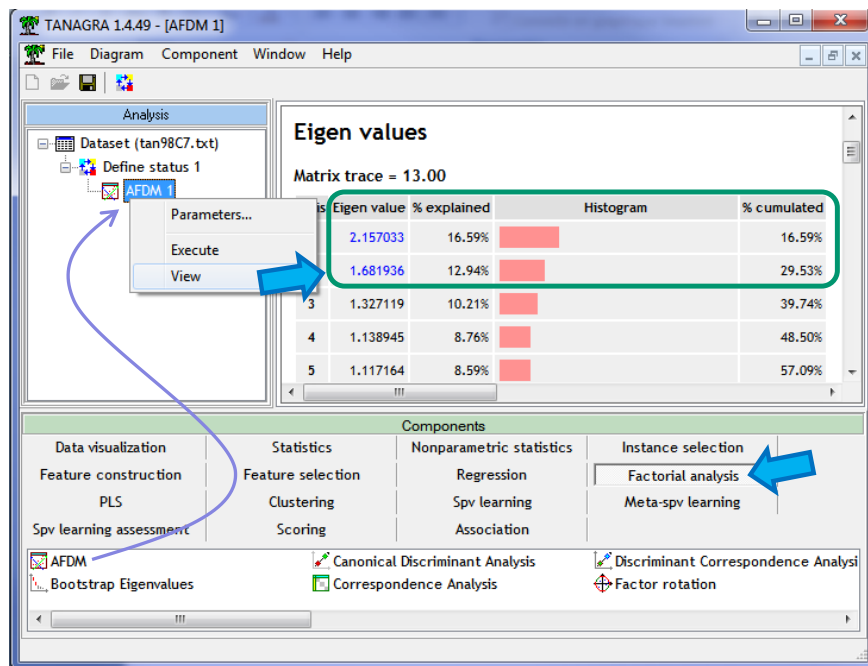 TANAGRA 1.4.49 - [AFDM 1]
File Diagram Component Window Help
Analysis
Dataset (tan98C7.txt)
Define status 1
AFDM 1
Parameters...
Execute
View
Eigen values
Matrix trace = 13.00
Eigen value % explained Histogram % cumulated
2.157033 16.59% 16.59%
1.681936 12.94% 29.53%
3 1.327119 10.21% 39.74%
4 1.138945 8.76% 48.50%
5 1.117164 8.59% 57.09%
Components
Data visualization Statistics Nonparametric statistics Instance selection
Feature construction Feature selection Regression Factorial analysis
PLS Clustering Spv learning Meta-spv learning
Spv learning assessment Scoring Association
AFDM Canonical Discriminant Analysis Discriminant Correspondence Analysi
Bootstrap Eigenvalues Correspondence Analysis Factor rotation